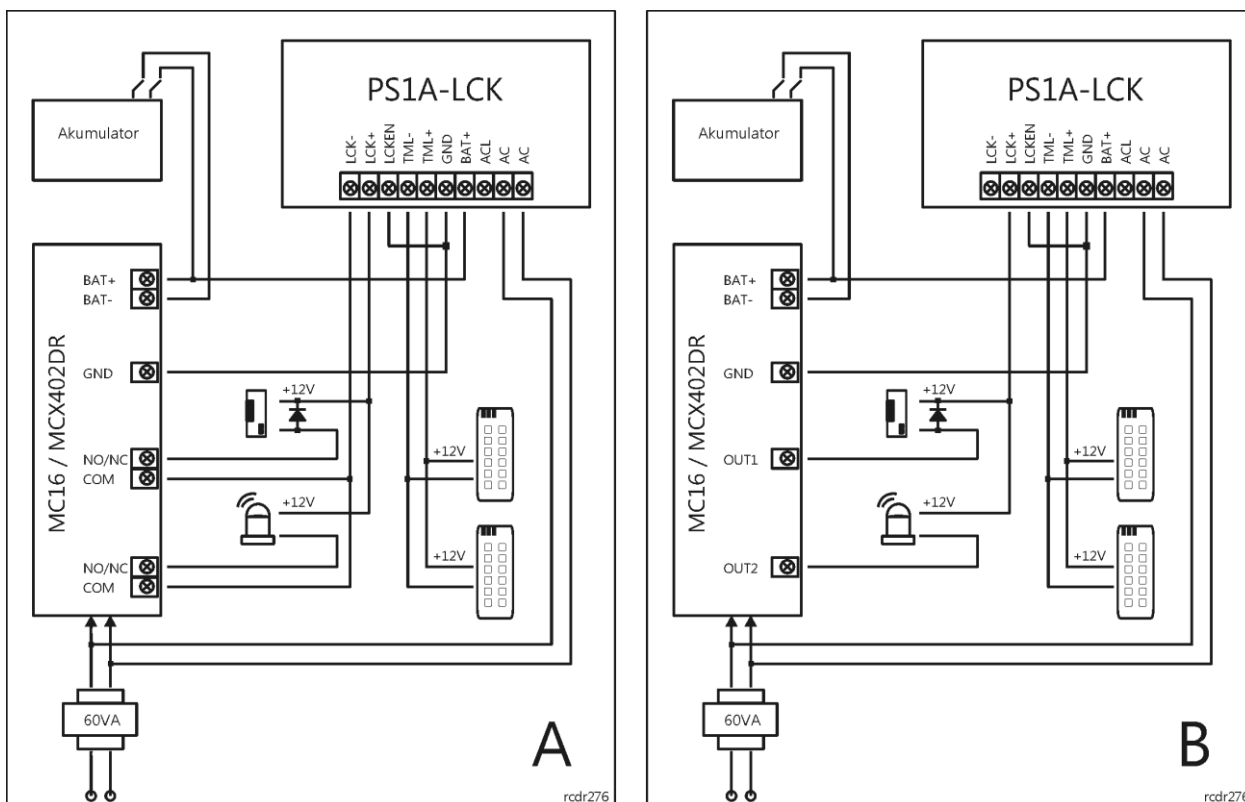 PS1A-LCK
Akumulator
LCK-
LCK+
LCKEN
TML-
TML+
GND
BAT+
ACL
AC
AC
BAT+
BAT-
MC16 / MCX402DR
GND
+12V
NO/NC
+12V
COM
+12V
NO/NC
+12V
COM
60VA
A
rcdr276
PS1A-LCK
Akumulator
LCK-
LCK+
LCKEN
TML-
TML+
GND
BAT+
ACL
AC
AC
BAT+
BAT-
MC16 / MCX402DR
GND
+12V
+12V
OUT1
+12V
+12V
OUT2
60VA
B
rcdr276